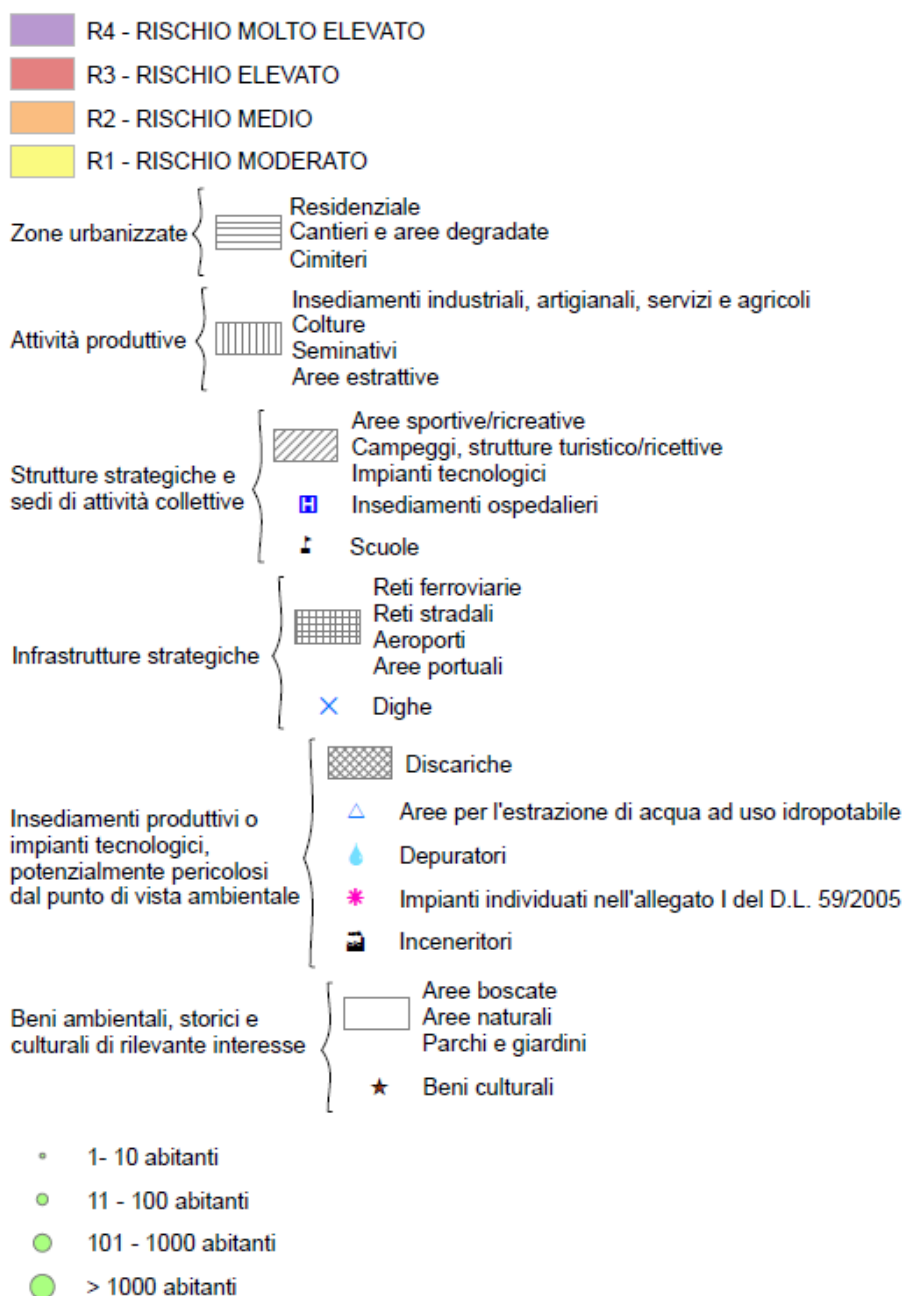 R4 - RISCHIO MOLTO ELEVATO
R3 - RISCHIO ELEVATO
R2 - RISCHIO MEDIO
R1 - RISCHIO MODERATO
Zone urbanizzate
Residenziale
Cantieri e aree degradate
Cimiteri
Attività produttive
Insediamenti industriali, artigianali, servizi e agricoli
Colture
Seminativi
Aree estrattive
Strutture strategiche e
sedi di attività collettive
Aree sportive/ricreative
Campeggi, strutture turistico/ricettive
Impianti tecnologici
H Insediamenti ospedalieri
Scuole
Infrastrutture strategiche
Reti ferroviarie
Reti stradali
Aeroporti
Aree portuali
Dighe
Insediamenti produttivi o
impianti tecnologici,
potenzialmente pericolosi
dal punto di vista ambientale
Discariche
Aree per l'estrazione di acqua ad uso idropotabile
Depuratori
Impianti individuati nell'allegato I del D.L. 59/2005
Inceneritori
Beni ambientali, storici e
culturali di rilevante interesse
Aree boscate
Aree naturali
Parchi e giardini
Beni culturali
1- 10 abitanti
11 - 100 abitanti
101 - 1000 abitanti
> 1000 abitanti